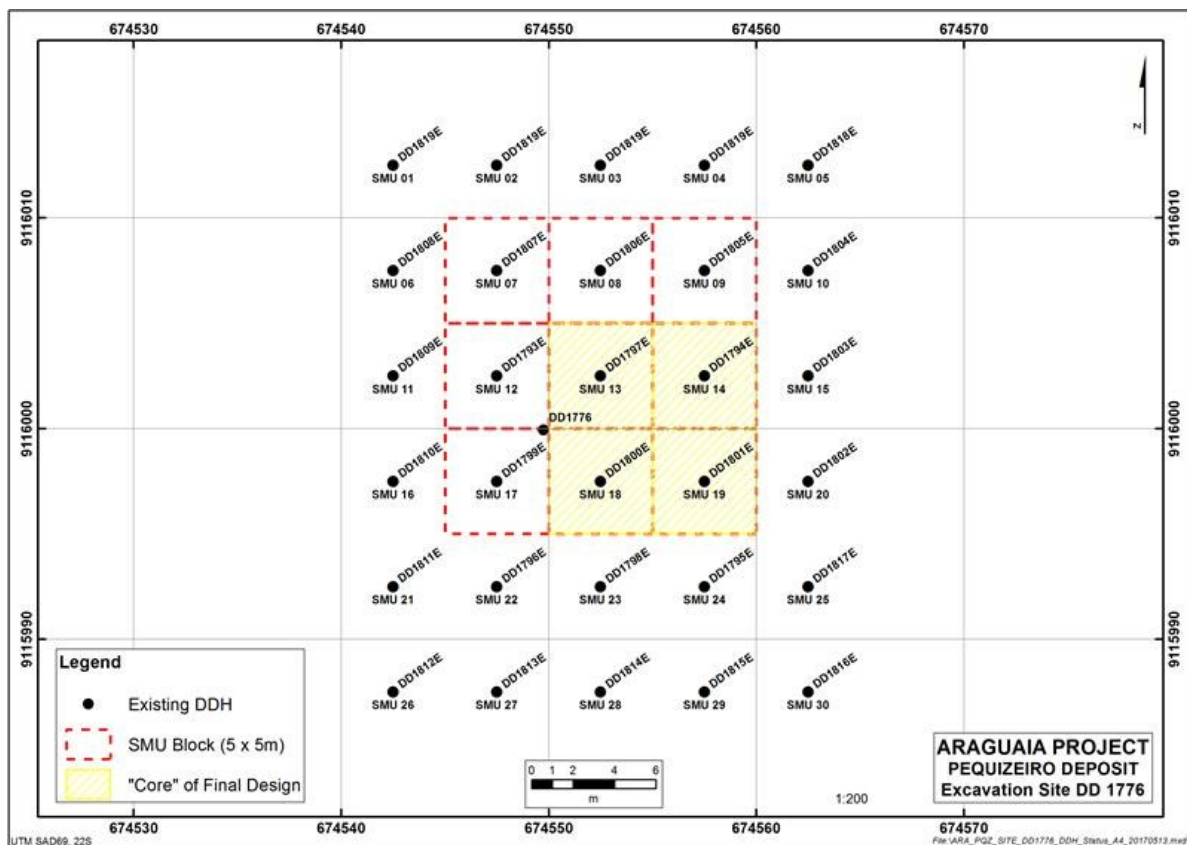 674530 674540 674550 674560 674570
DD1819E DD1819E DD1819E DD1819E DD1818E
SMU 01 SMU 02 SMU 03 SMU 04 SMU 05
N
9116010 9116010
DD1808E DD1807E DD1806E DD1805E DD1804E
SMU 06 SMU 07 SMU 08 SMU 09 SMU 10
DD1809E DD1793E DD1797E DD1794E DD1803E
SMU 11 SMU 12 SMU 13 SMU 14 SMU 15
DD1776
9116000 9116000
DD1810E DD1799E DD1800E DD1801E DD1802E
SMU 16 SMU 17 SMU 18 SMU 19 SMU 20
DD1811E DD1796E DD1798E DD1795E DD1817E
SMU 21 SMU 22 SMU 23 SMU 24 SMU 25
9115990 9115990
DD1812E DD1813E DD1814E DD1815E DD1816E
SMU 26 SMU 27 SMU 28 SMU 29 SMU 30
Legend
Existing DDH
SMU Block (5 x 5m)
"Core" of Final Design
0 1 2 4 6
m
1:200
ARAGUAIA PROJECT
PEQUIZEIRO DEPOSIT
Excavation Site DD 1776
674530 674540 674550 674560 674570
UTM SAD69, 22S
File:\ARA_PQZ_SITE_DD1776_DDH_Status_A4_20170513.mxd